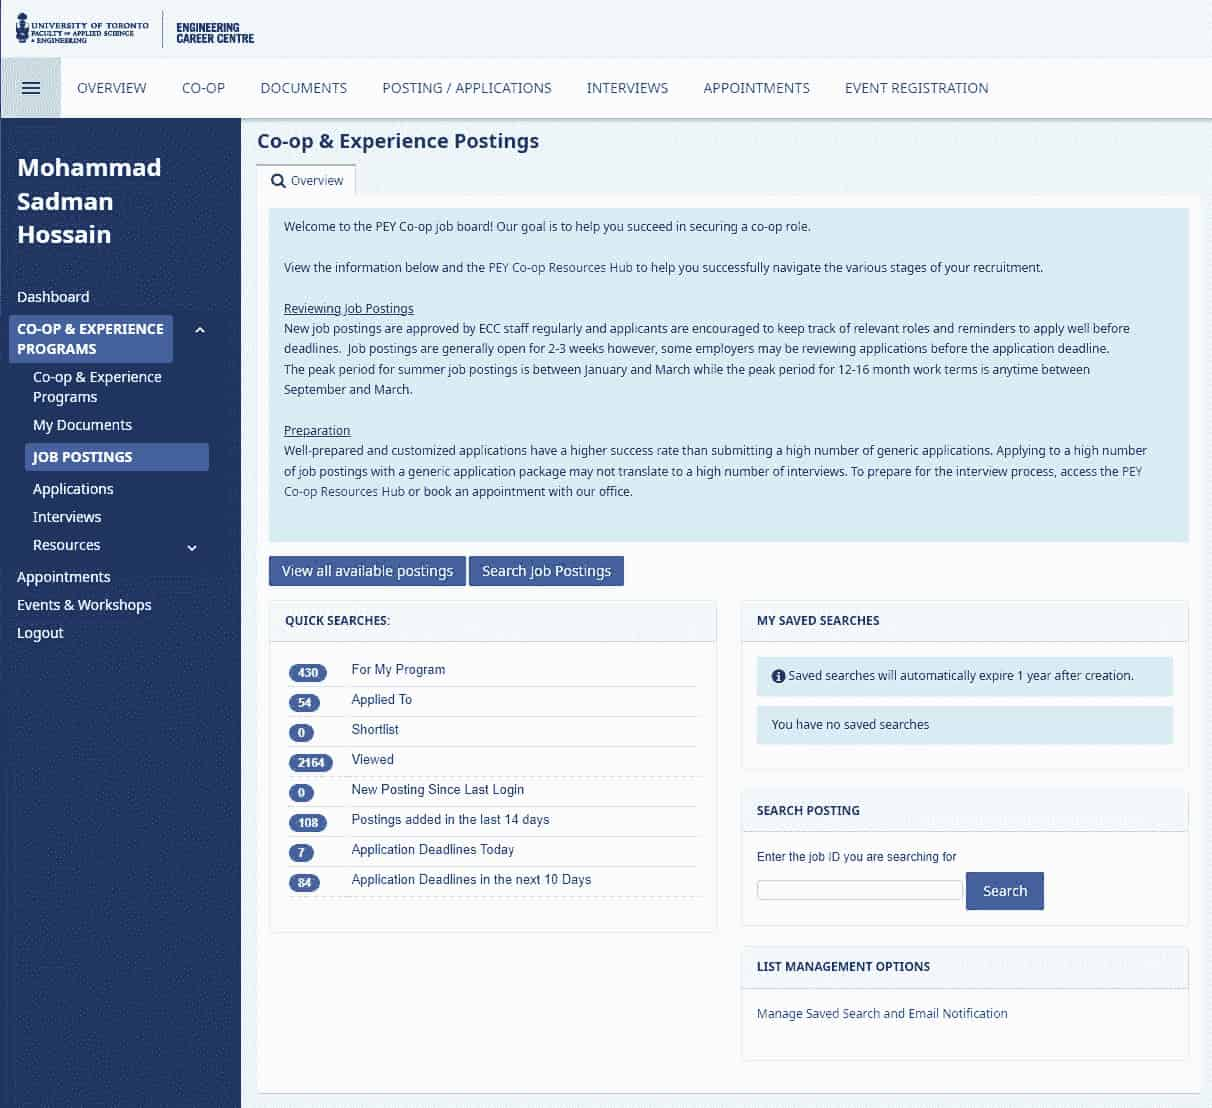 UNIVERSITY OF TORONTO
FACULTY OF APPLIED SCIENCE
& ENGINEERING
ENGINEERING
CAREER CENTRE
OVERVIEW CO-OP DOCUMENTS POSTING / APPLICATIONS INTERVIEWS APPOINTMENTS EVENT REGISTRATION
Mohammad
Sadman
Hossain
Dashboard
CO-OP & EXPERIENCE
PROGRAMS
Co-op & Experience
Programs
My Documents
JOB POSTINGS
Applications
Interviews
Resources
Appointments
Events & Workshops
Logout
Co-op & Experience Postings
Overview
Welcome to the PEY Co-op job board! Our goal is to help you succeed in securing a co-op role.
View the information below and the PEY Co-op Resources Hub to help you successfully navigate the various stages of your recruitment.
Reviewing Job Postings
New job postings are approved by ECC staff regularly and applicants are encouraged to keep track of relevant roles and reminders to apply well before
deadlines. Job postings are generally open for 2-3 weeks however, some employers may be reviewing applications before the application deadline.
The peak period for summer job postings is between January and March while the peak period for 12-16 month work terms is anytime between
September and March.
Preparation
Well-prepared and customized applications have a higher success rate than submitting a high number of generic applications. Applying to a high number
of job postings with a generic application package may not translate to a high number of interviews. To prepare for the interview process, access the PEY
Co-op Resources Hub or book an appointment with our office.
View all available postings Search Job Postings
QUICK SEARCHES:
430 For My Program
54 Applied To
0 Shortlist
2164 Viewed
0 New Posting Since Last Login
108 Postings added in the last 14 days
7 Application Deadlines Today
84 Application Deadlines in the next 10 Days
MY SAVED SEARCHES
Saved searches will automatically expire 1 year after creation.
You have no saved searches
SEARCH POSTING
Enter the job ID you are searching for
Search
LIST MANAGEMENT OPTIONS
Manage Saved Search and Email Notification